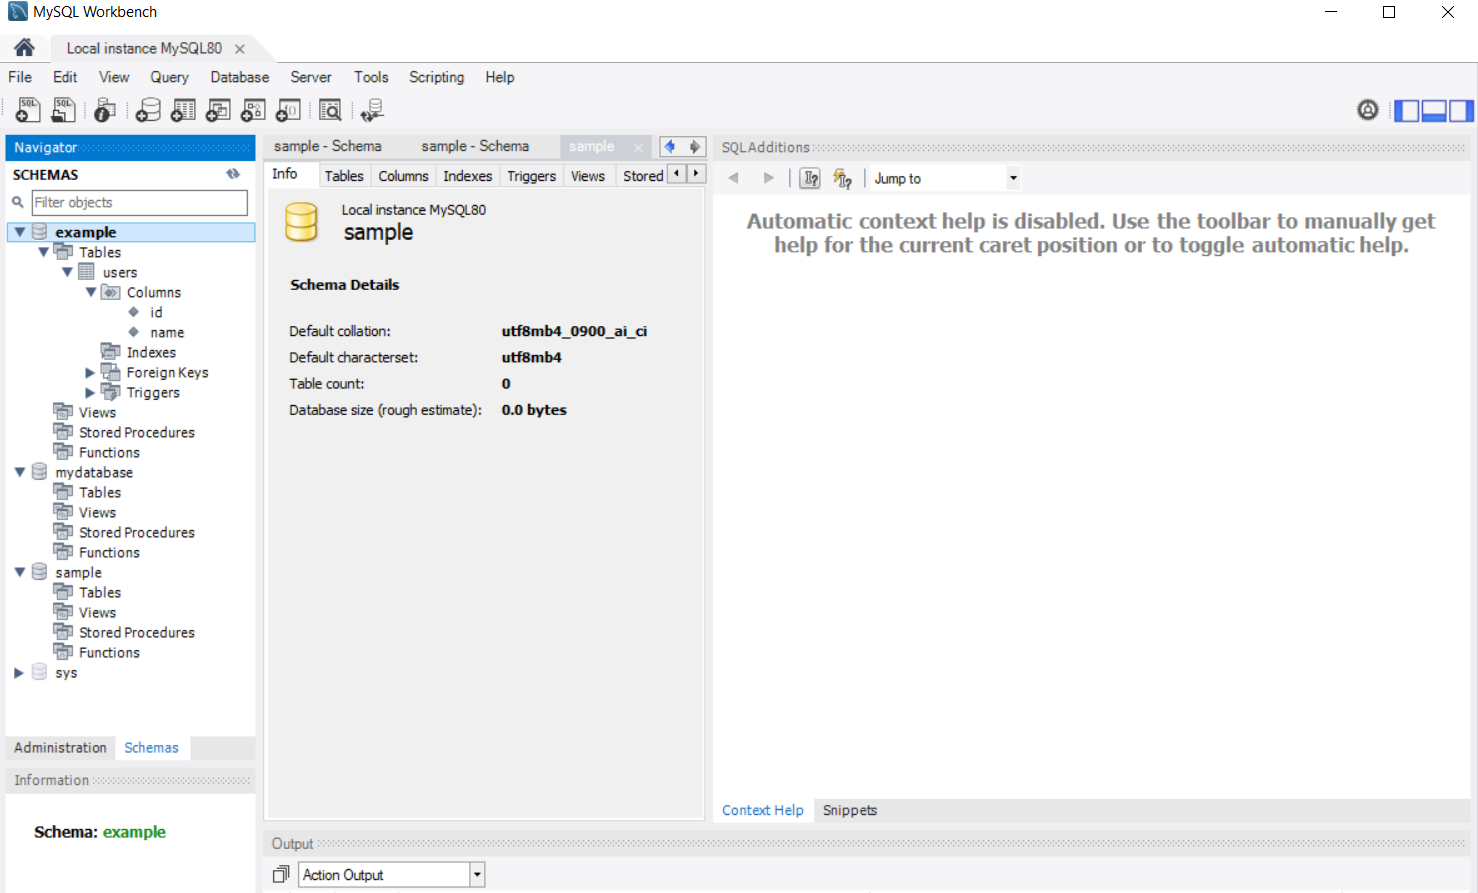 MySQL Workbench
Local instance MySQL80
File Edit View Query Database Server Tools Scripting Help
SQL SQL
Navigator
SCHEMAS
Filter objects
example
Tables
users
Columns
id
name
Indexes
Foreign Keys
Triggers
Views
Stored Procedures
Functions
mydatabase
Tables
Views
Stored Procedures
Functions
sample
Tables
Views
Stored Procedures
Functions
sys
Administration Schemas
Information
Schema: example
sample - Schema sample - Schema sample
Info Tables Columns Indexes Triggers Views Stored
Local instance MySQL80
sample
Schema Details
Default collation: utf8mb4_0900_ai_ci
Default characterset: utf8mb4
Table count: 0
Database size (rough estimate): 0.0 bytes
SQLAdditions
Jump to
Automatic context help is disabled. Use the toolbar to manually get
help for the current caret position or to toggle automatic help.
Context Help Snippets
Output
Action Output